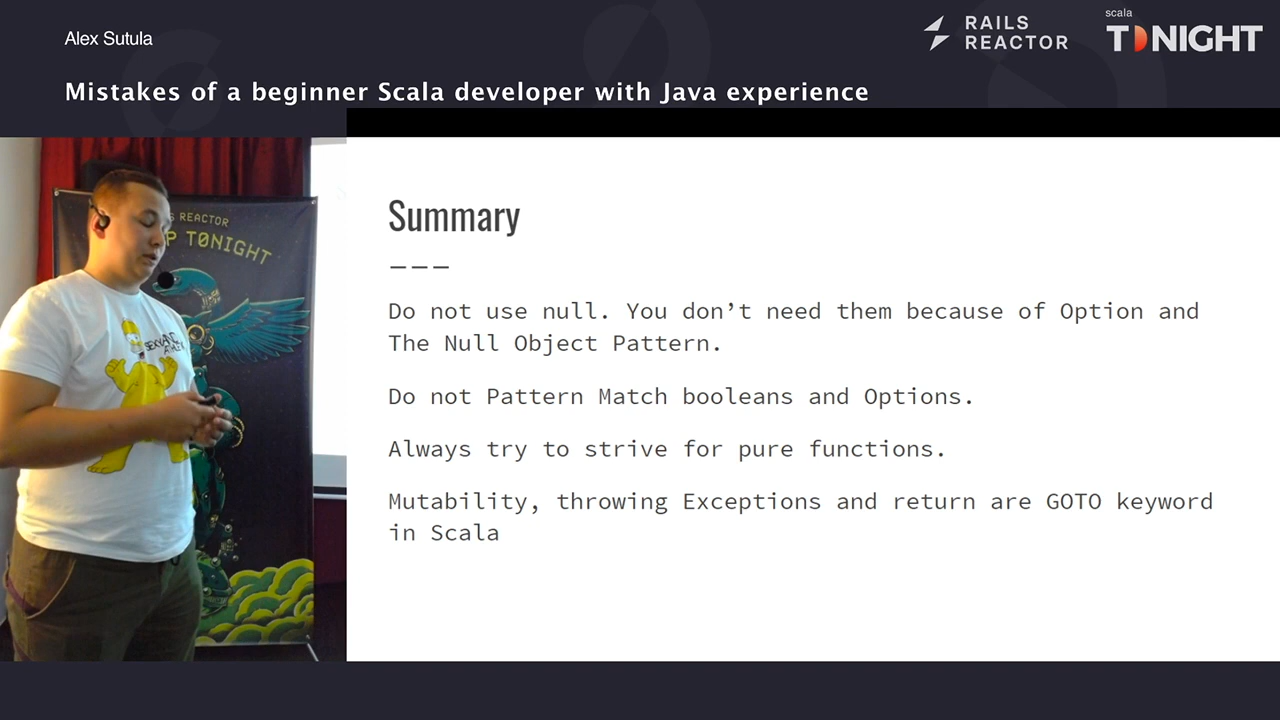 Alex Sutula
RAILS
REACTOR
scala
TONIGHT
Mistakes of a beginner Scala developer with Java experience
REACTOR
P TONIGHT
Summary
Do not use null. You don’t need them because of Option and
The Null Object Pattern.
Do not Pattern Match booleans and Options.
Always try to strive for pure functions.
Mutability, throwing Exceptions and return are GOTO keyword
in Scala